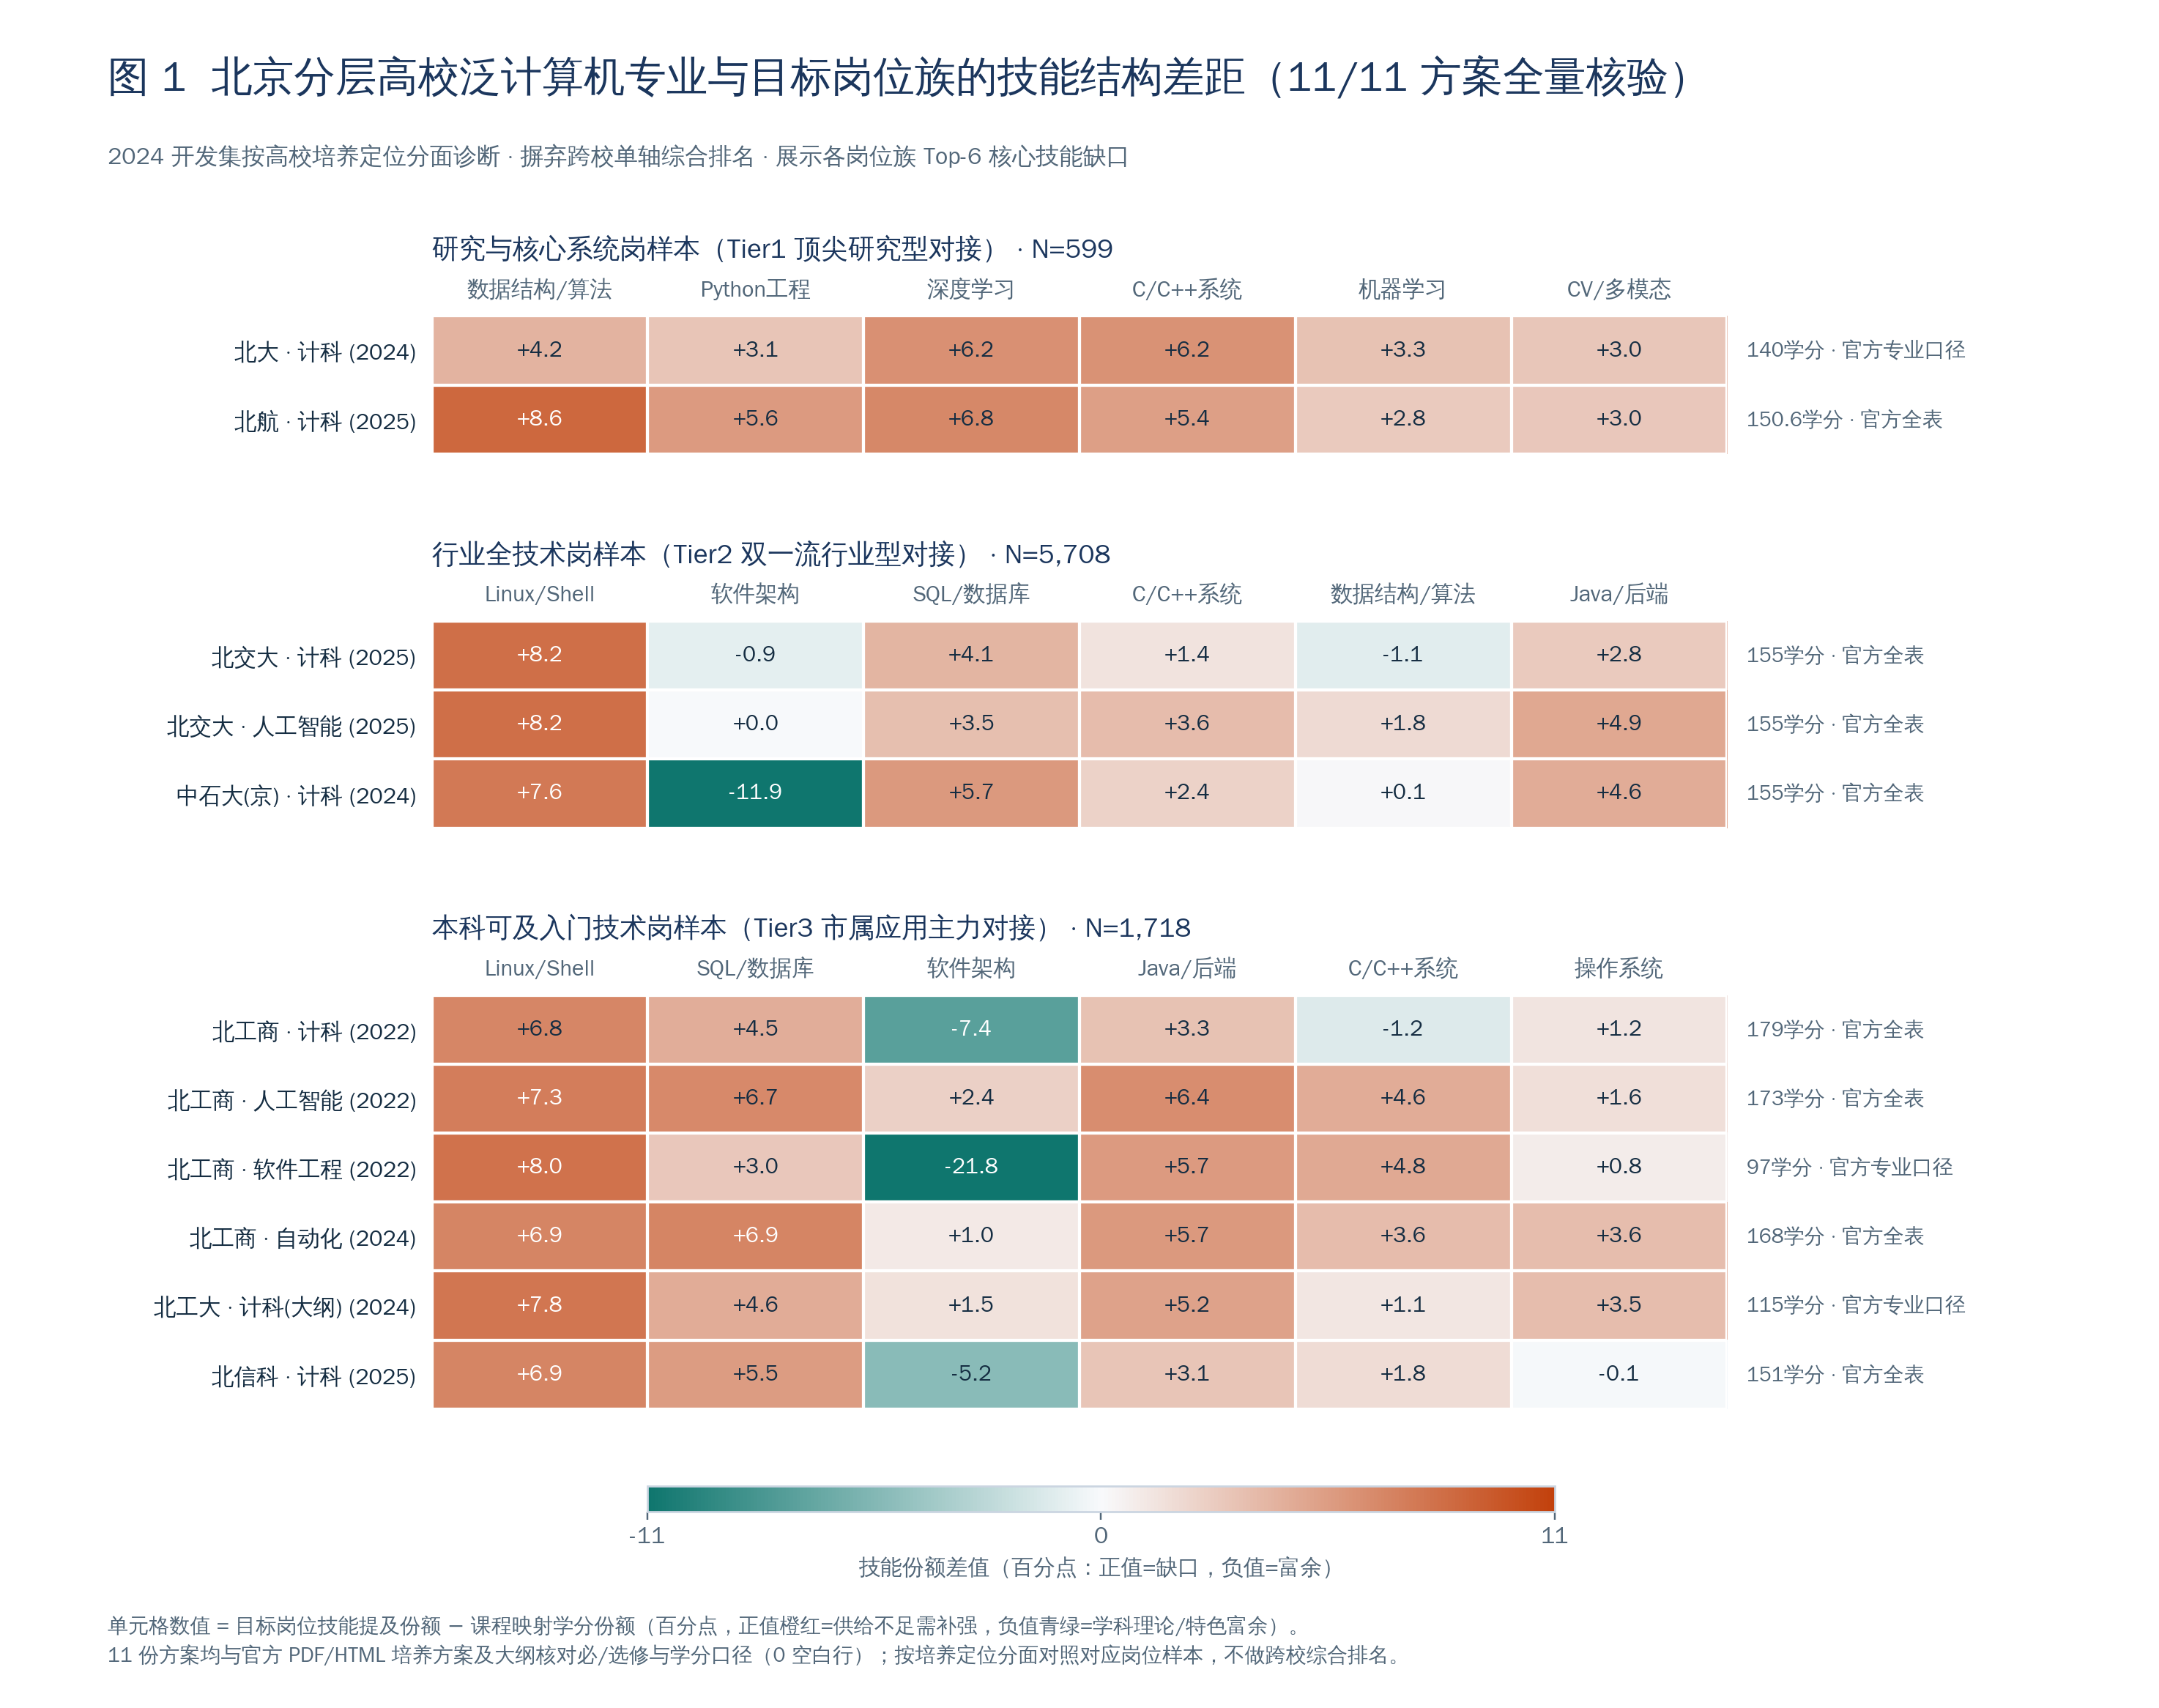 图 1 北京分层高校泛计算机专业与目标岗位族的技能结构差距（11/11 方案全量核验）
2024 开发集按高校培养定位分面诊断 · 摒弃跨校单轴综合排名 · 展示各岗位族 Top-6 核心技能缺口
研究与核心系统岗样本（Tier1 顶尖研究型对接） · N=599
数据结构/算法 Python工程 深度学习 C/C++系统 机器学习 CV/多模态
北大 · 计科 (2024) +4.2 +3.1 +6.2 +6.2 +3.3 +3.0 140学分 · 官方专业口径
北航 · 计科 (2025) +8.6 +5.6 +6.8 +5.4 +2.8 +3.0 150.6学分 · 官方全表
行业全技术岗样本（Tier2 双一流行业型对接） · N=5,708
Linux/Shell 软件架构 SQL/数据库 C/C++系统 数据结构/算法 Java/后端
北交大 · 计科 (2025) +8.2 -0.9 +4.1 +1.4 -1.1 +2.8 155学分 · 官方全表
北交大 · 人工智能 (2025) +8.2 +0.0 +3.5 +3.6 +1.8 +4.9 155学分 · 官方全表
中石大(京) · 计科 (2024) +7.6 -11.9 +5.7 +2.4 +0.1 +4.6 155学分 · 官方全表
本科可及入门技术岗样本（Tier3 市属应用主力对接） · N=1,718
Linux/Shell SQL/数据库 软件架构 Java/后端 C/C++系统 操作系统
北工商 · 计科 (2022) +6.8 +4.5 -7.4 +3.3 -1.2 +1.2 179学分 · 官方全表
北工商 · 人工智能 (2022) +7.3 +6.7 +2.4 +6.4 +4.6 +1.6 173学分 · 官方全表
北工商 · 软件工程 (2022) +8.0 +3.0 -21.8 +5.7 +4.8 +0.8 97学分 · 官方专业口径
北工商 · 自动化 (2024) +6.9 +6.9 +1.0 +5.7 +3.6 +3.6 168学分 · 官方全表
北工大 · 计科(大纲) (2024) +7.8 +4.6 +1.5 +5.2 +1.1 +3.5 115学分 · 官方专业口径
北信科 · 计科 (2025) +6.9 +5.5 -5.2 +3.1 +1.8 -0.1 151学分 · 官方全表
-11 0 11
技能份额差值（百分点：正值=缺口，负值=富余）
单元格数值 = 目标岗位技能提及份额 − 课程映射学分份额（百分点，正值橙红=供给不足需补强，负值青绿=学科理论/特色富余）。
11 份方案均与官方 PDF/HTML 培养方案及大纲核对必/选修与学分口径（0 空白行）；按培养定位分面对照对应岗位样本，不做跨校综合排名。